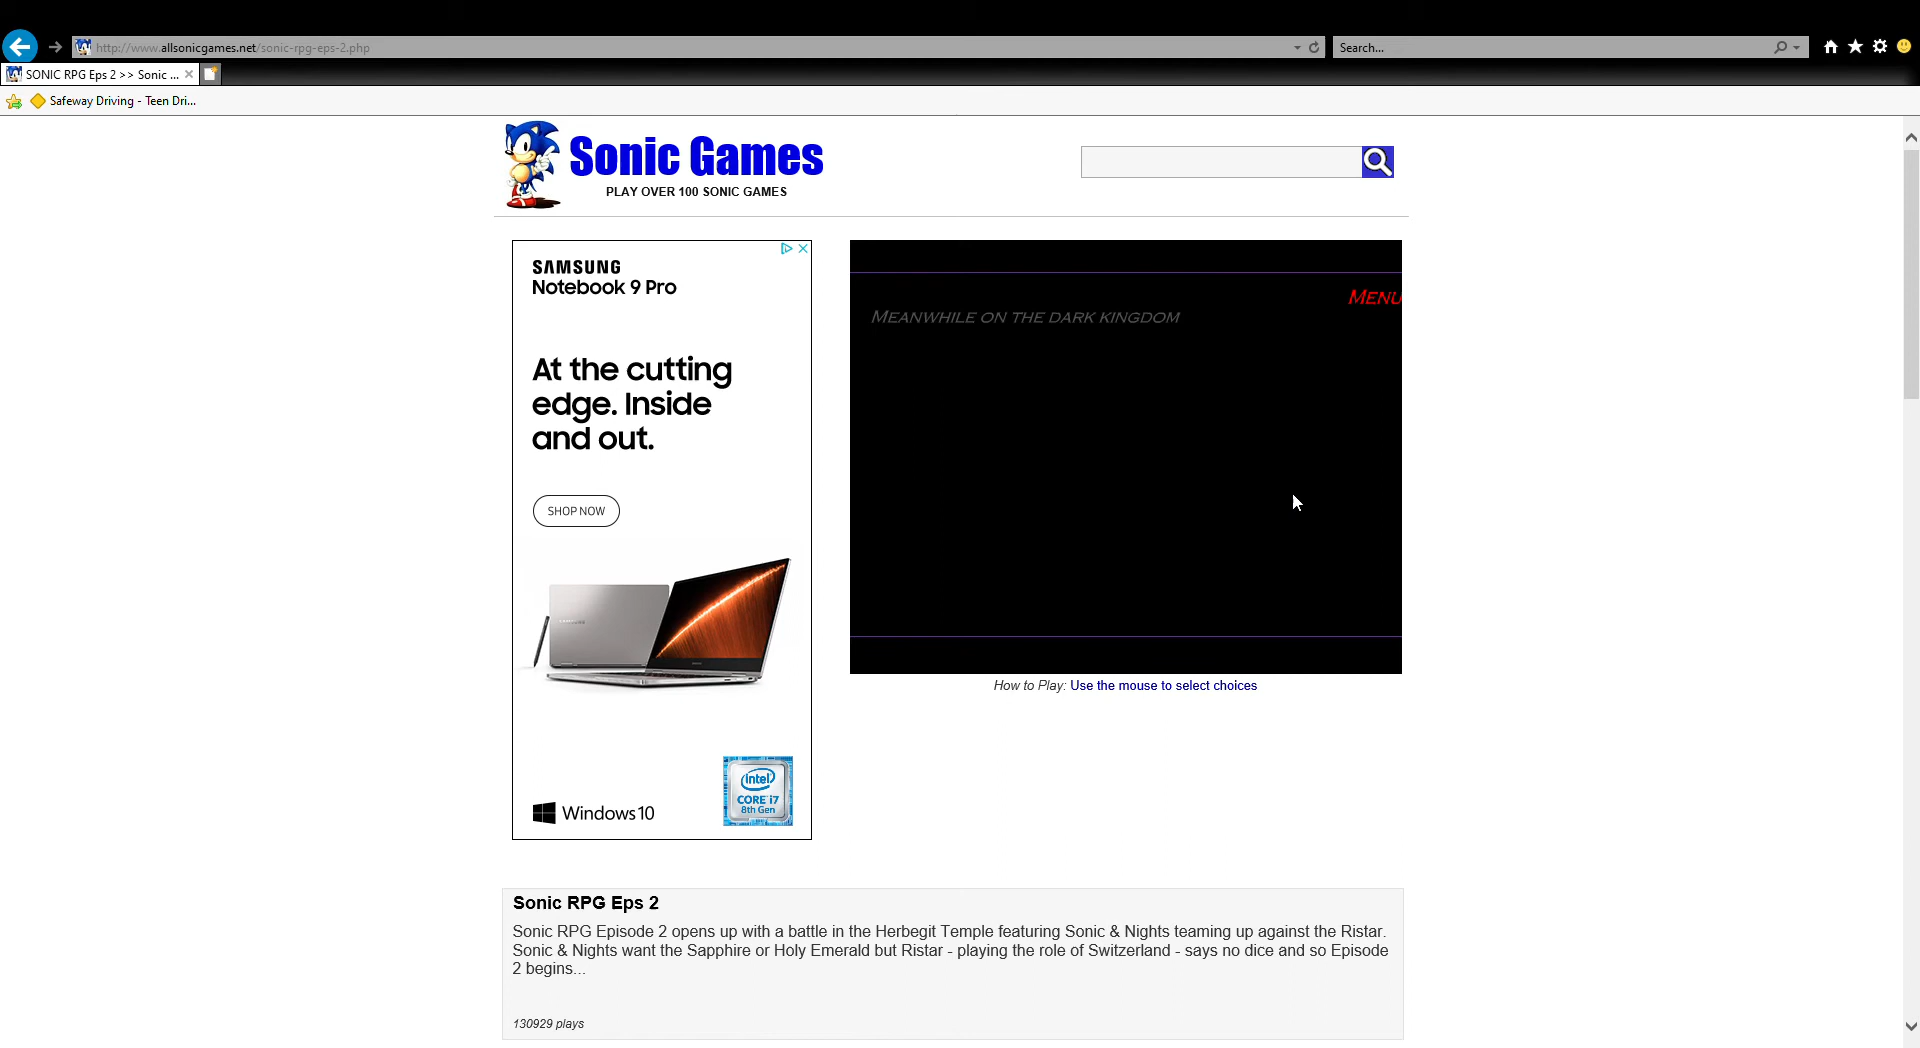 http://www.allsonicgames.net/sonic-rpg-eps-2.php
Search...
SONIC RPG Eps 2 >> Sonic ...
Safeway Driving - Teen Dri...
Sonic Games
PLAY OVER 100 SONIC GAMES
SAMSUNG
Notebook 9 Pro
At the cutting
edge. Inside
and out.
SHOP NOW
Windows 10
intel
CORE i7
8th Gen
MENU
MEANWHILE ON THE DARK KINGDOM
How to Play: Use the mouse to select choices
Sonic RPG Eps 2
Sonic RPG Episode 2 opens up with a battle in the Herbegit Temple featuring Sonic & Nights teaming up against the Ristar.
Sonic & Nights want the Sapphire or Holy Emerald but Ristar - playing the role of Switzerland - says no dice and so Episode
2 begins...
130929 plays